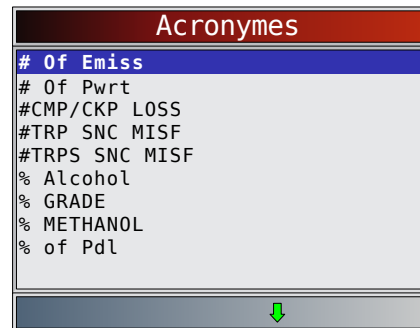 Acronymes
# Of Emiss
# Of Pwrt
#CMP/CKP LOSS
#TRP SNC MISF
#TRPS SNC MISF
% Alcohol
% GRADE
% METHANOL
% of Pdl